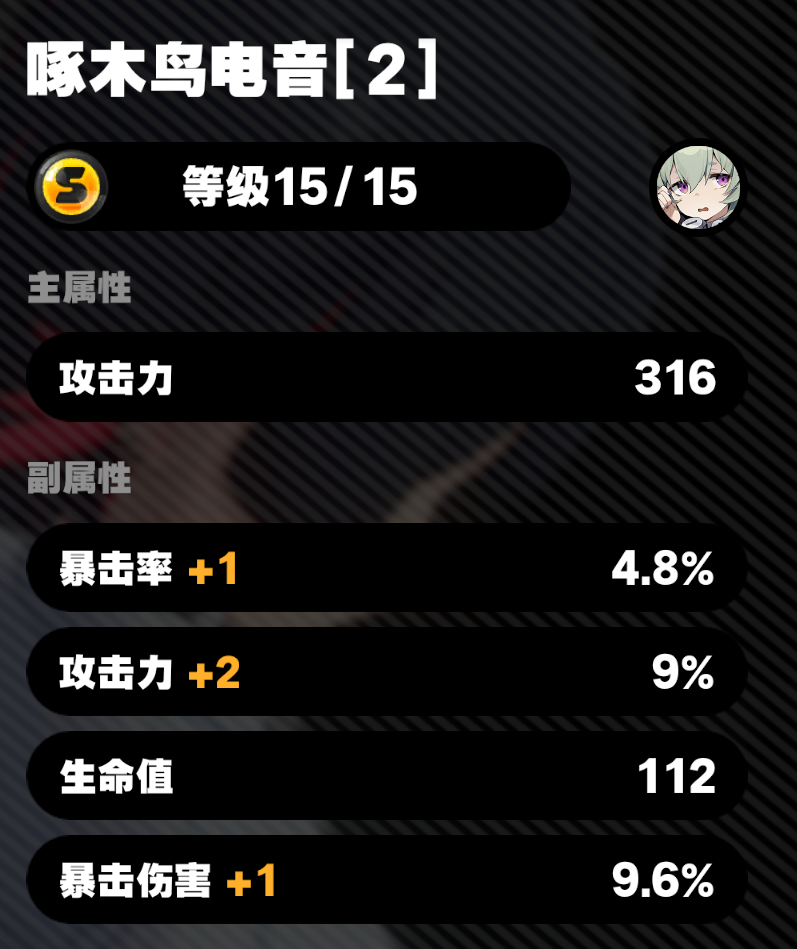 啄木鸟电音[2]
S 等级15/15
主属性
攻击力 316
副属性
暴击率 +1 4.8%
攻击力 +2 9%
生命值 112
暴击伤害 +1 9.6%